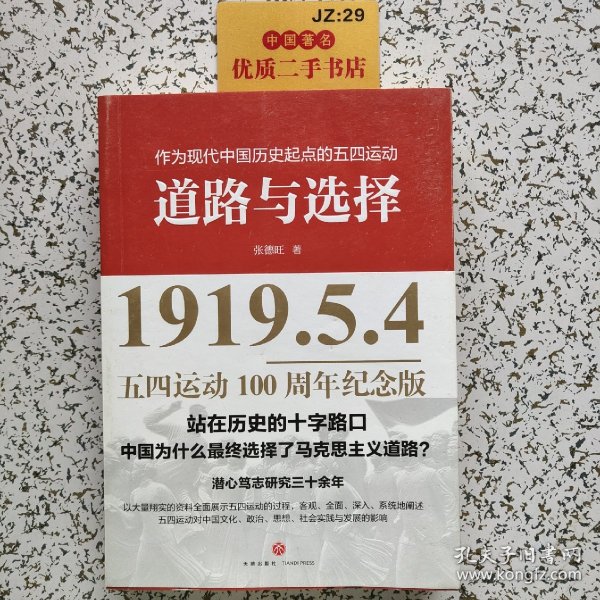 JZ:29
中国著名
优质二手书店
作为现代中国历史起点的五四运动
道路与选择
张德旺 著
1919.5.4
五四运动 100 周年纪念版
站在历史的十字路口
中国为什么最终选择了马克思主义道路?
潜心笃志研究三十余年
以大量翔实的资料全面展示五四运动的过程,客观、全面、深入、系统地阐述
五四运动对中国文化、政治、思想、社会实践与发展的影响
天地出版社 TIANDI PRESS
孔夫子旧书网
www.kongfz.com